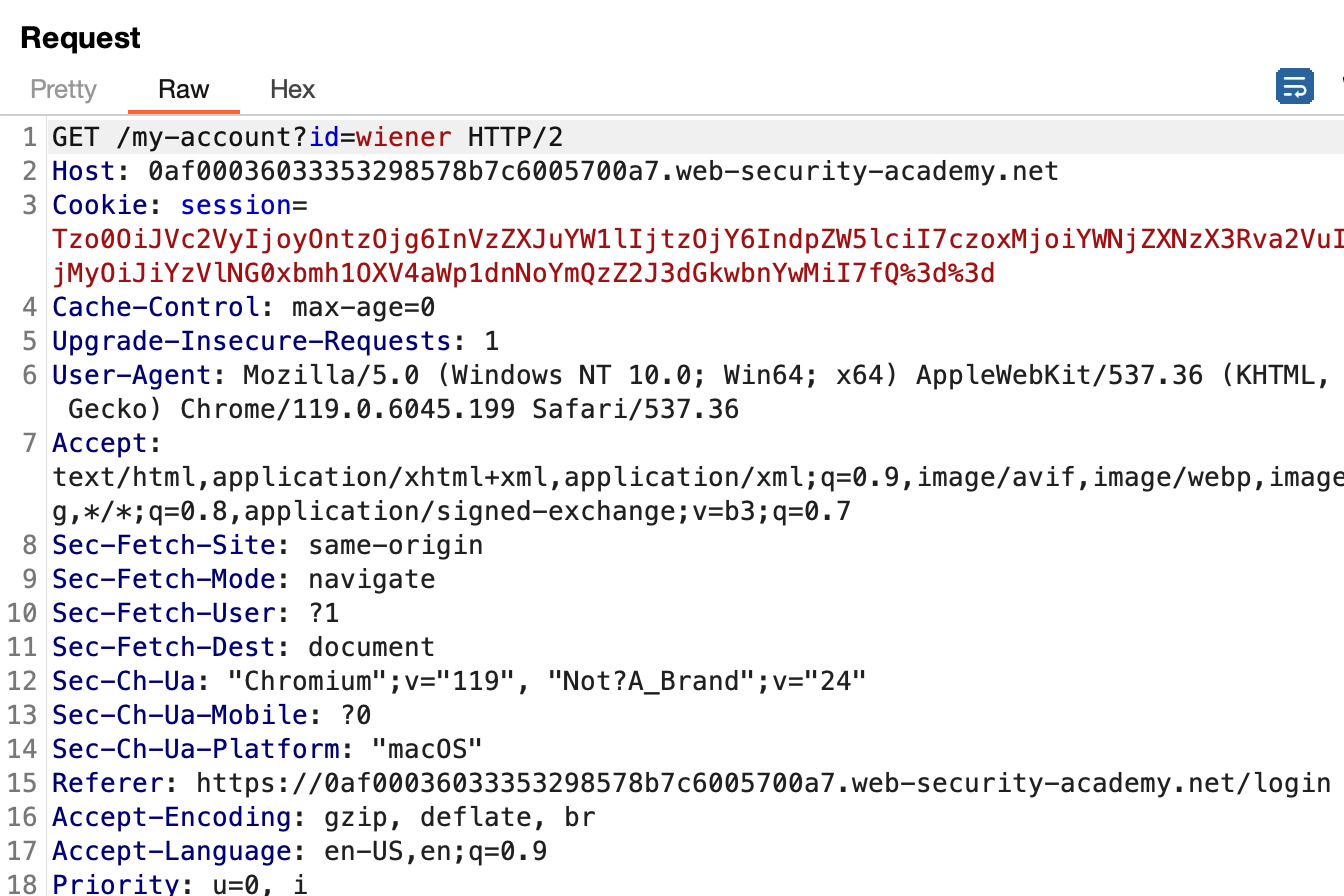 Request
Pretty Raw Hex
1 GET /my-account?id=wiener HTTP/2
2 Host: 0af00036033353298578b7c6005700a7.web-security-academy.net
3 Cookie: session=
Tzo0OiJVc2VyIjoyOntzOjg6InVzZXJuYW1lIjtzOjY6IndpZW5lciI7czoxMjoiYWNjZXNzX3Rva2VuI
jMyOiJiYzVlNG0xbmh1OXV4aWp1dnNoYmQzZ2J3dGkwbnYwMiI7fQ%3d%3d
4 Cache-Control: max-age=0
5 Upgrade-Insecure-Requests: 1
6 User-Agent: Mozilla/5.0 (Windows NT 10.0; Win64; x64) AppleWebKit/537.36 (KHTML,
Gecko) Chrome/119.0.6045.199 Safari/537.36
7 Accept:
text/html,application/xhtml+xml,application/xml;q=0.9,image/avif,image/webp,image
g,*/*;q=0.8,application/signed-exchange;v=b3;q=0.7
8 Sec-Fetch-Site: same-origin
9 Sec-Fetch-Mode: navigate
10 Sec-Fetch-User: ?1
11 Sec-Fetch-Dest: document
12 Sec-Ch-Ua: "Chromium";v="119", "Not?A_Brand";v="24"
13 Sec-Ch-Ua-Mobile: ?0
14 Sec-Ch-Ua-Platform: "macOS"
15 Referer: https://0af00036033353298578b7c6005700a7.web-security-academy.net/login
16 Accept-Encoding: gzip, deflate, br
17 Accept-Language: en-US,en;q=0.9
18 Priority: u=0, i